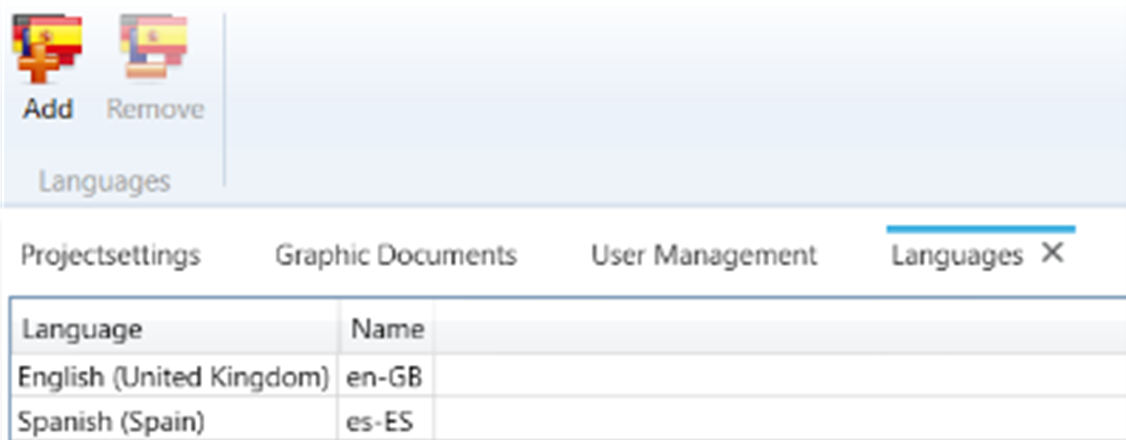 Add Remove
Languages
Projectsettings Graphic Documents User Management Languages
Language Name
English (United Kingdom) en-GB
Spanish (Spain) es-ES